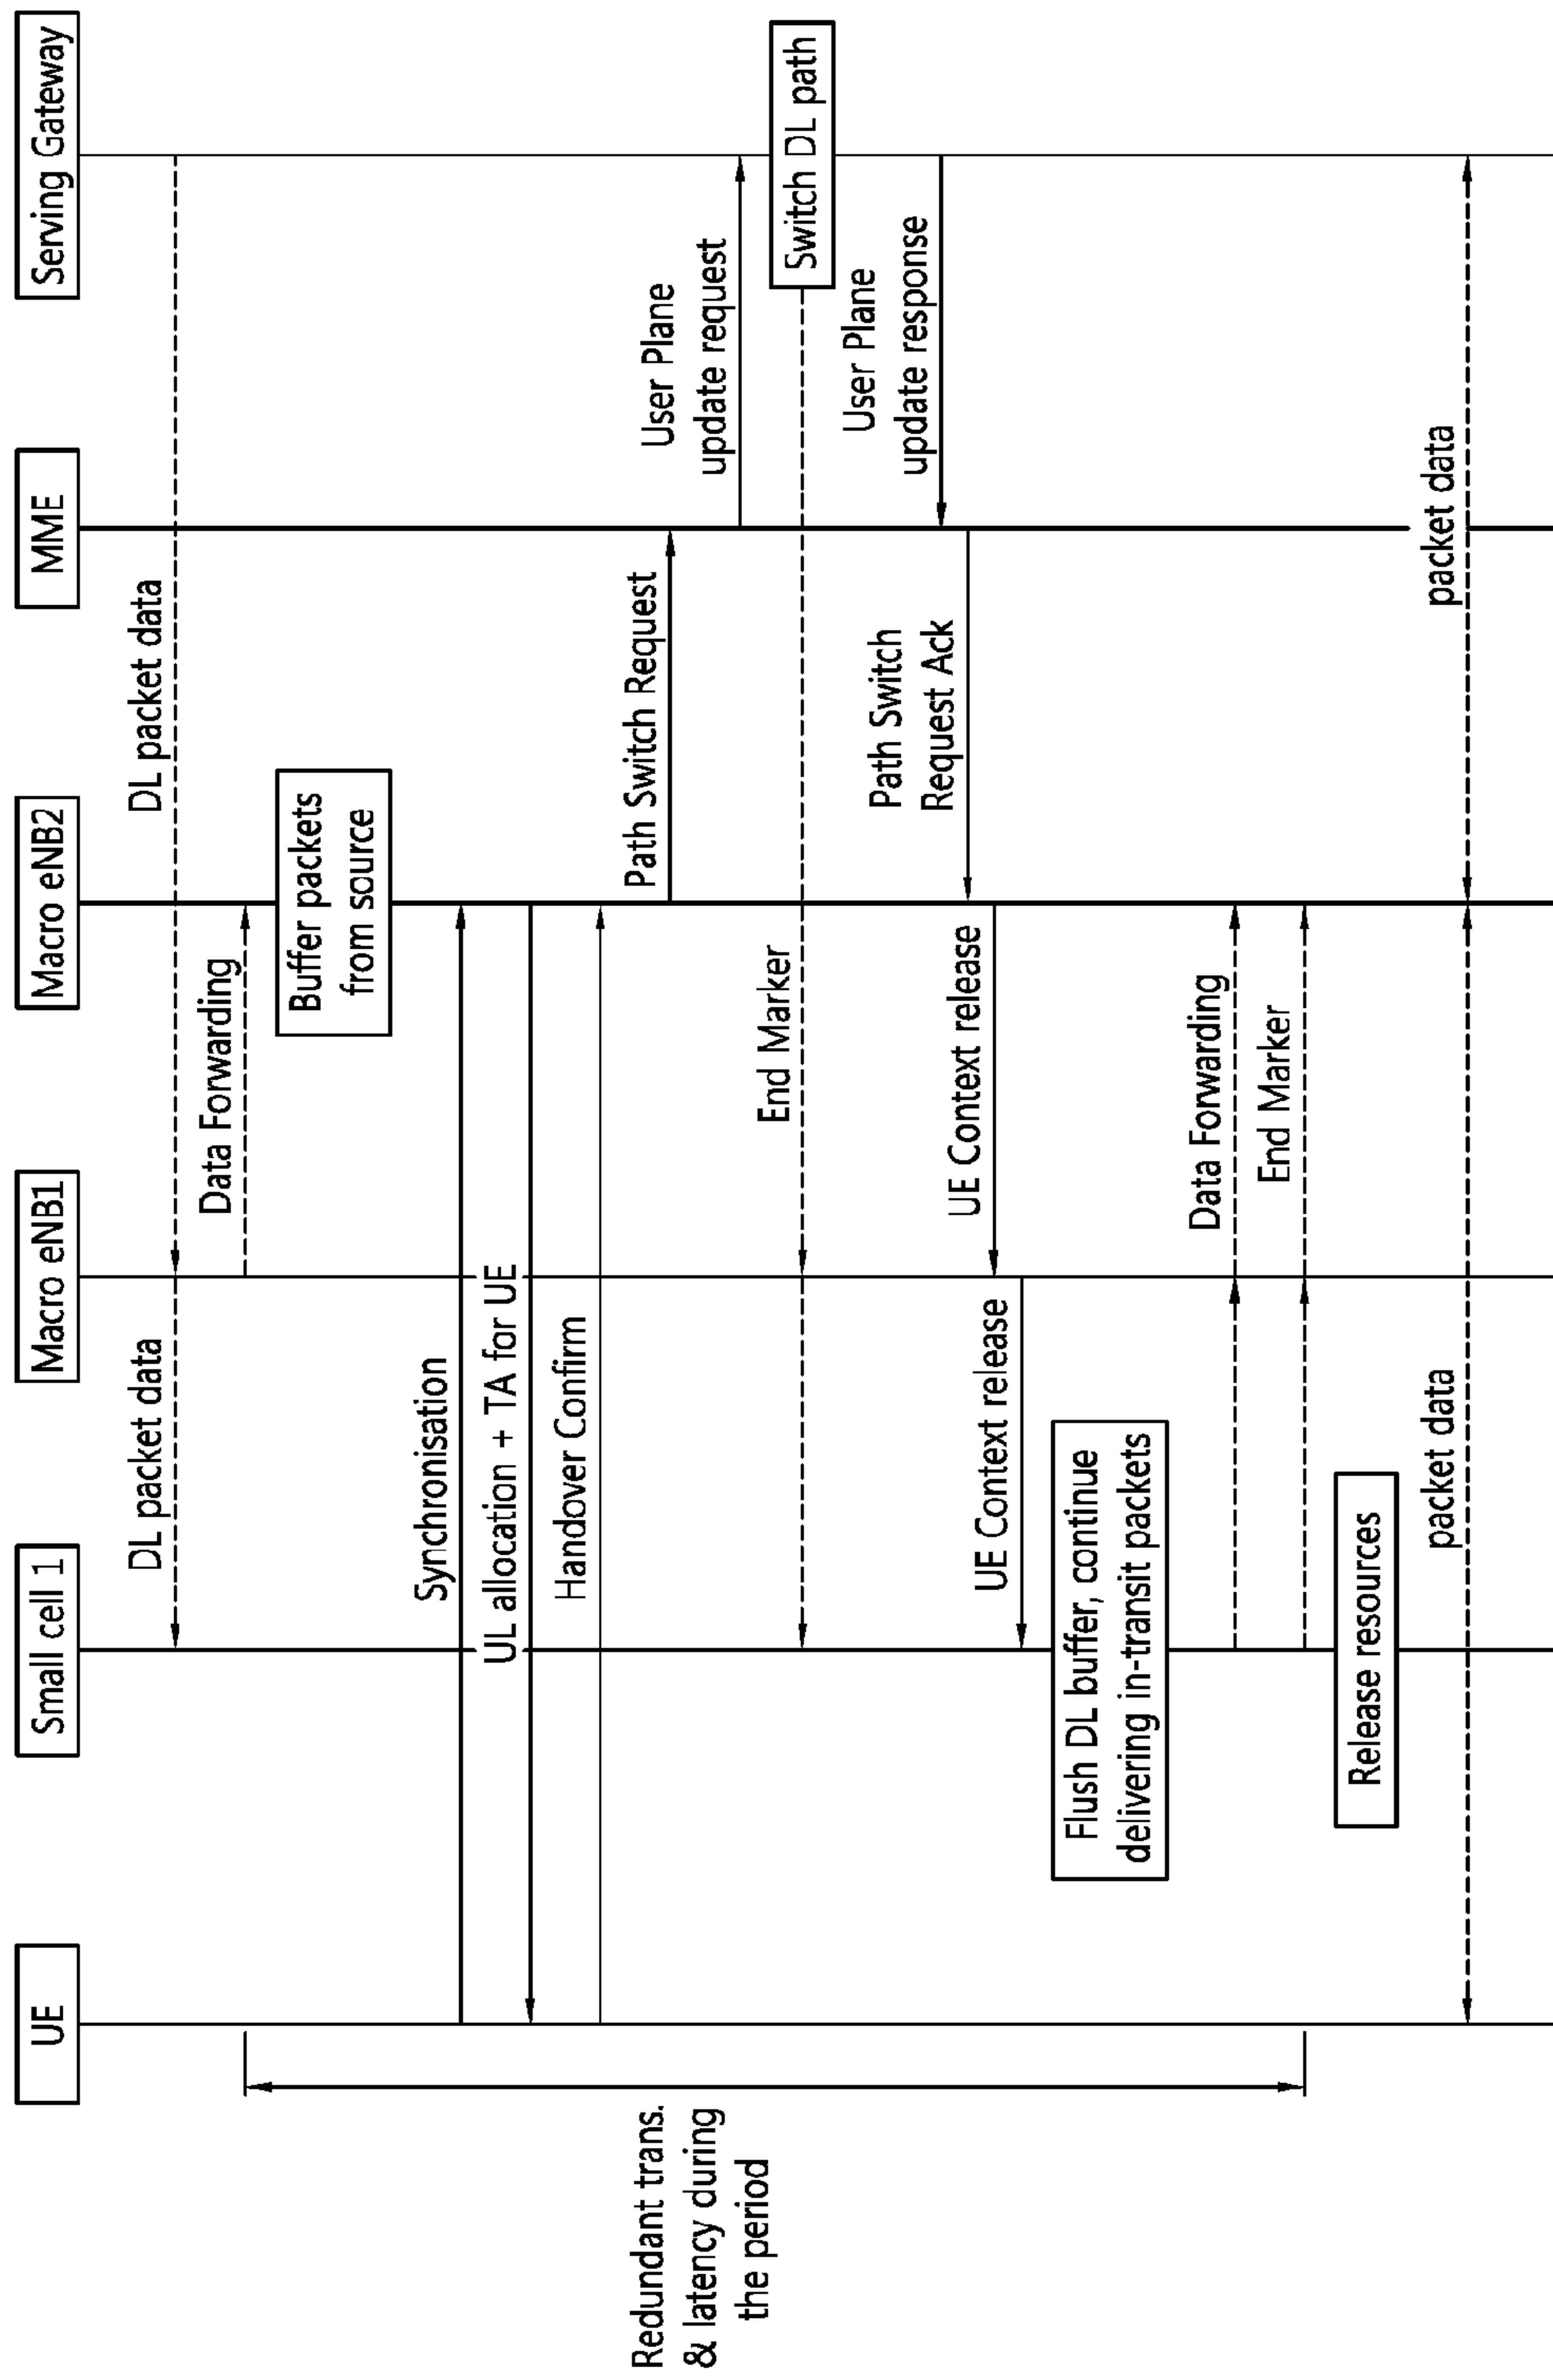 UE
Small cell 1
Macro eNB1
Macro eNB2
MME
Serving Gateway
DL packet data
DL packet data
Data Forwarding
Buffer packets
from source
Synchronisation
UL allocation + TA for UE
Handover Confirm
Path Switch Request
User Plane
update request
Redundant trans.
& latency during
the period
End Marker
Switch DL path
User Plane
update response
Path Switch
Request Ack
UE Context release
UE Context release
Flush DL buffer, continue
delivering in-transit packets
Data Forwarding
End Marker
Release resources
packet data
packet data